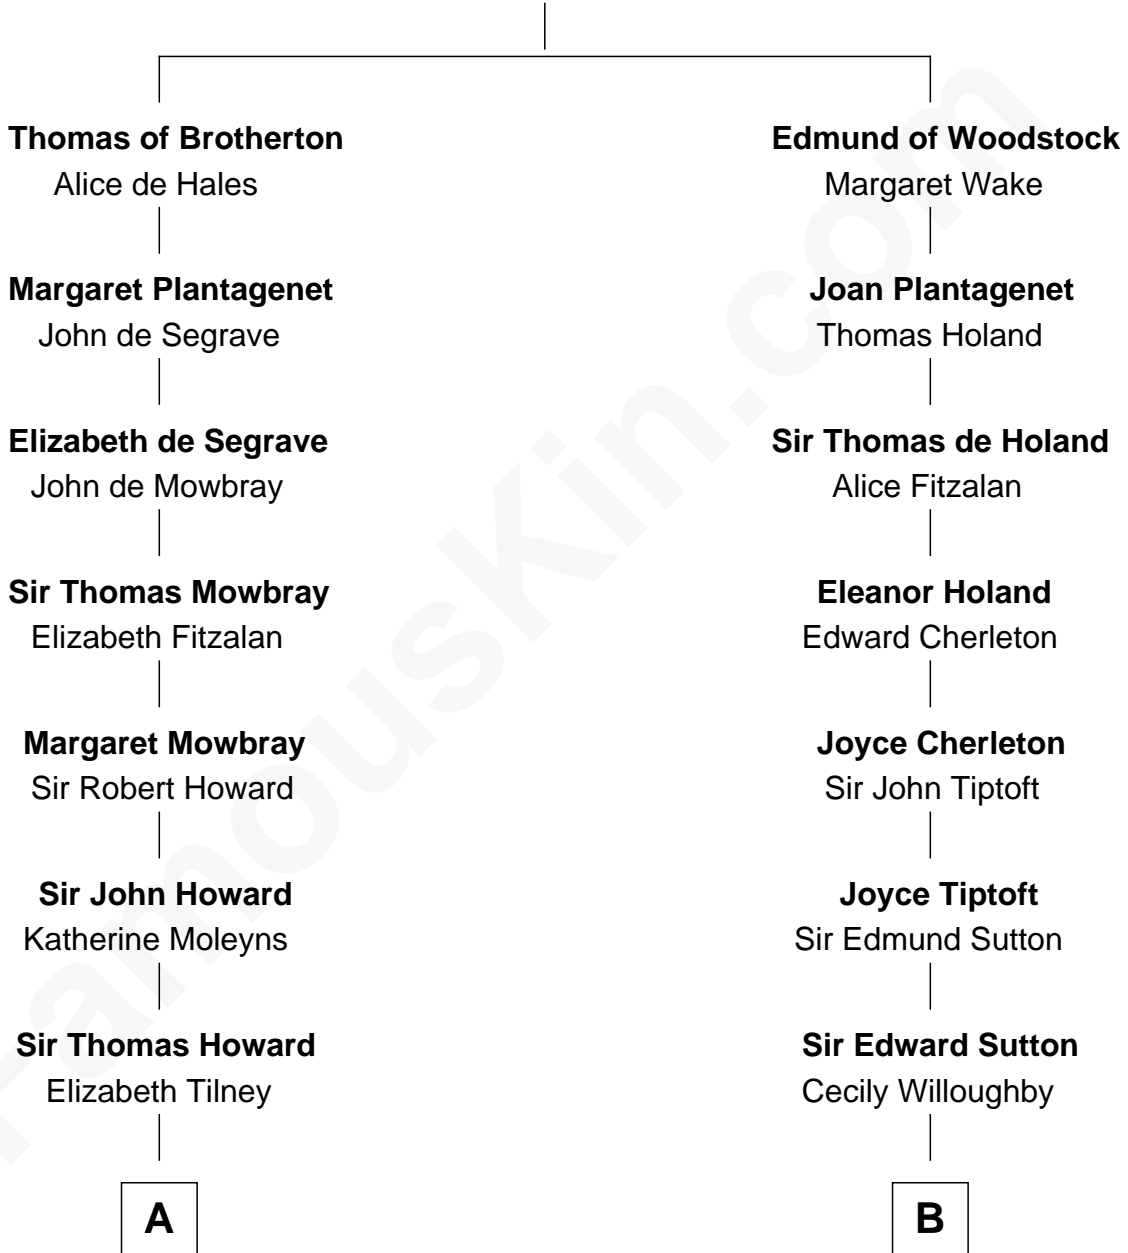 Thomas of Brotherton
Alice de Hales
Margaret Plantagenet
John de Segrave
Elizabeth de Segrave
John de Mowbray
Sir Thomas Mowbray
Elizabeth Fitzalan
Margaret Mowbray
Sir Robert Howard
Sir John Howard
Katherine Moleyns
Sir Thomas Howard
Elizabeth Tilney
A
Edmund of Woodstock
Margaret Wake
Joan Plantagenet
Thomas Holand
Sir Thomas de Holand
Alice Fitzalan
Eleanor Holand
Edward Cherleton
Joyce Cherleton
Sir John Tiptoft
Joyce Tiptoft
Sir Edmund Sutton
Sir Edward Sutton
Cecily Willoughby
B
FamousKin.com